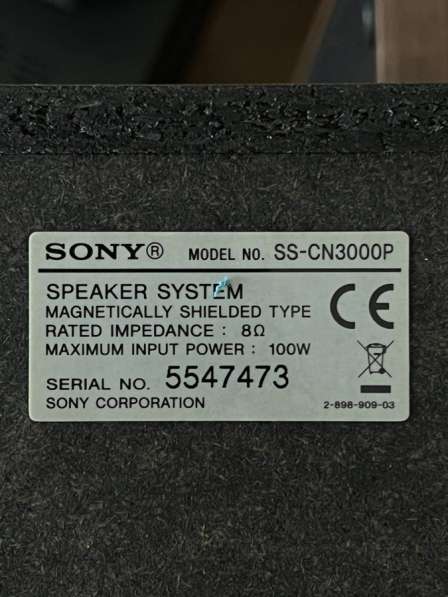 SONY® MODEL NO. SS-CN3000P
SPEAKER SYSTEM
MAGNETICALLY SHIELDED TYPE
RATED IMPEDANCE : 8Ω
MAXIMUM INPUT POWER : 100W
CE
SERIAL NO. 5547473
SONY CORPORATION
2-898-909-03